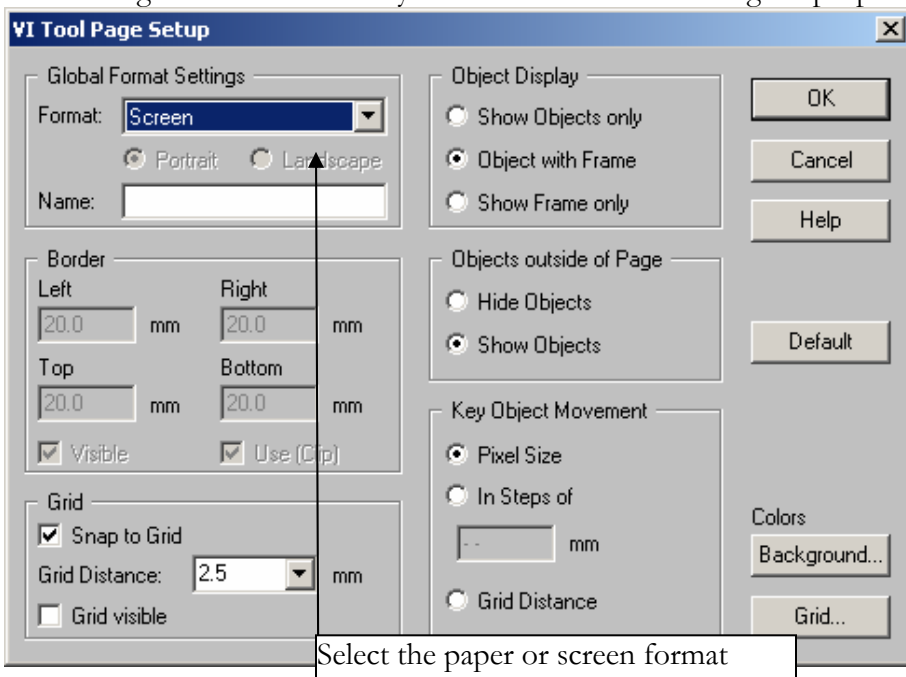 VI Tool Page Setup
Global Format Settings
Format: Screen
Portrait Landscape
Name:
Border
Left Right
20.0 mm 20.0 mm
Top Bottom
20.0 mm 20.0 mm
Visible Use (Clip)
Grid
Snap to Grid
Grid Distance: 2.5 mm
Grid visible
Object Display
Show Objects only
Object with Frame
Show Frame only
Objects outside of Page
Hide Objects
Show Objects
Key Object Movement
Pixel Size
In Steps of
-- mm
Grid Distance
OK
Cancel
Help
Default
Colors
Background...
Grid...
Select the paper or screen format